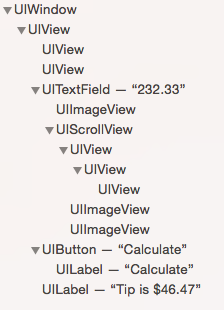 UIWindow
UIView
UIView
UIView
UITextField — “232.33”
UIImageView
UIScrollView
UIView
UIView
UIView
UIImageView
UIImageView
UIButton — “Calculate”
UILabel — “Calculate”
UILabel — “Tip is $46.47”